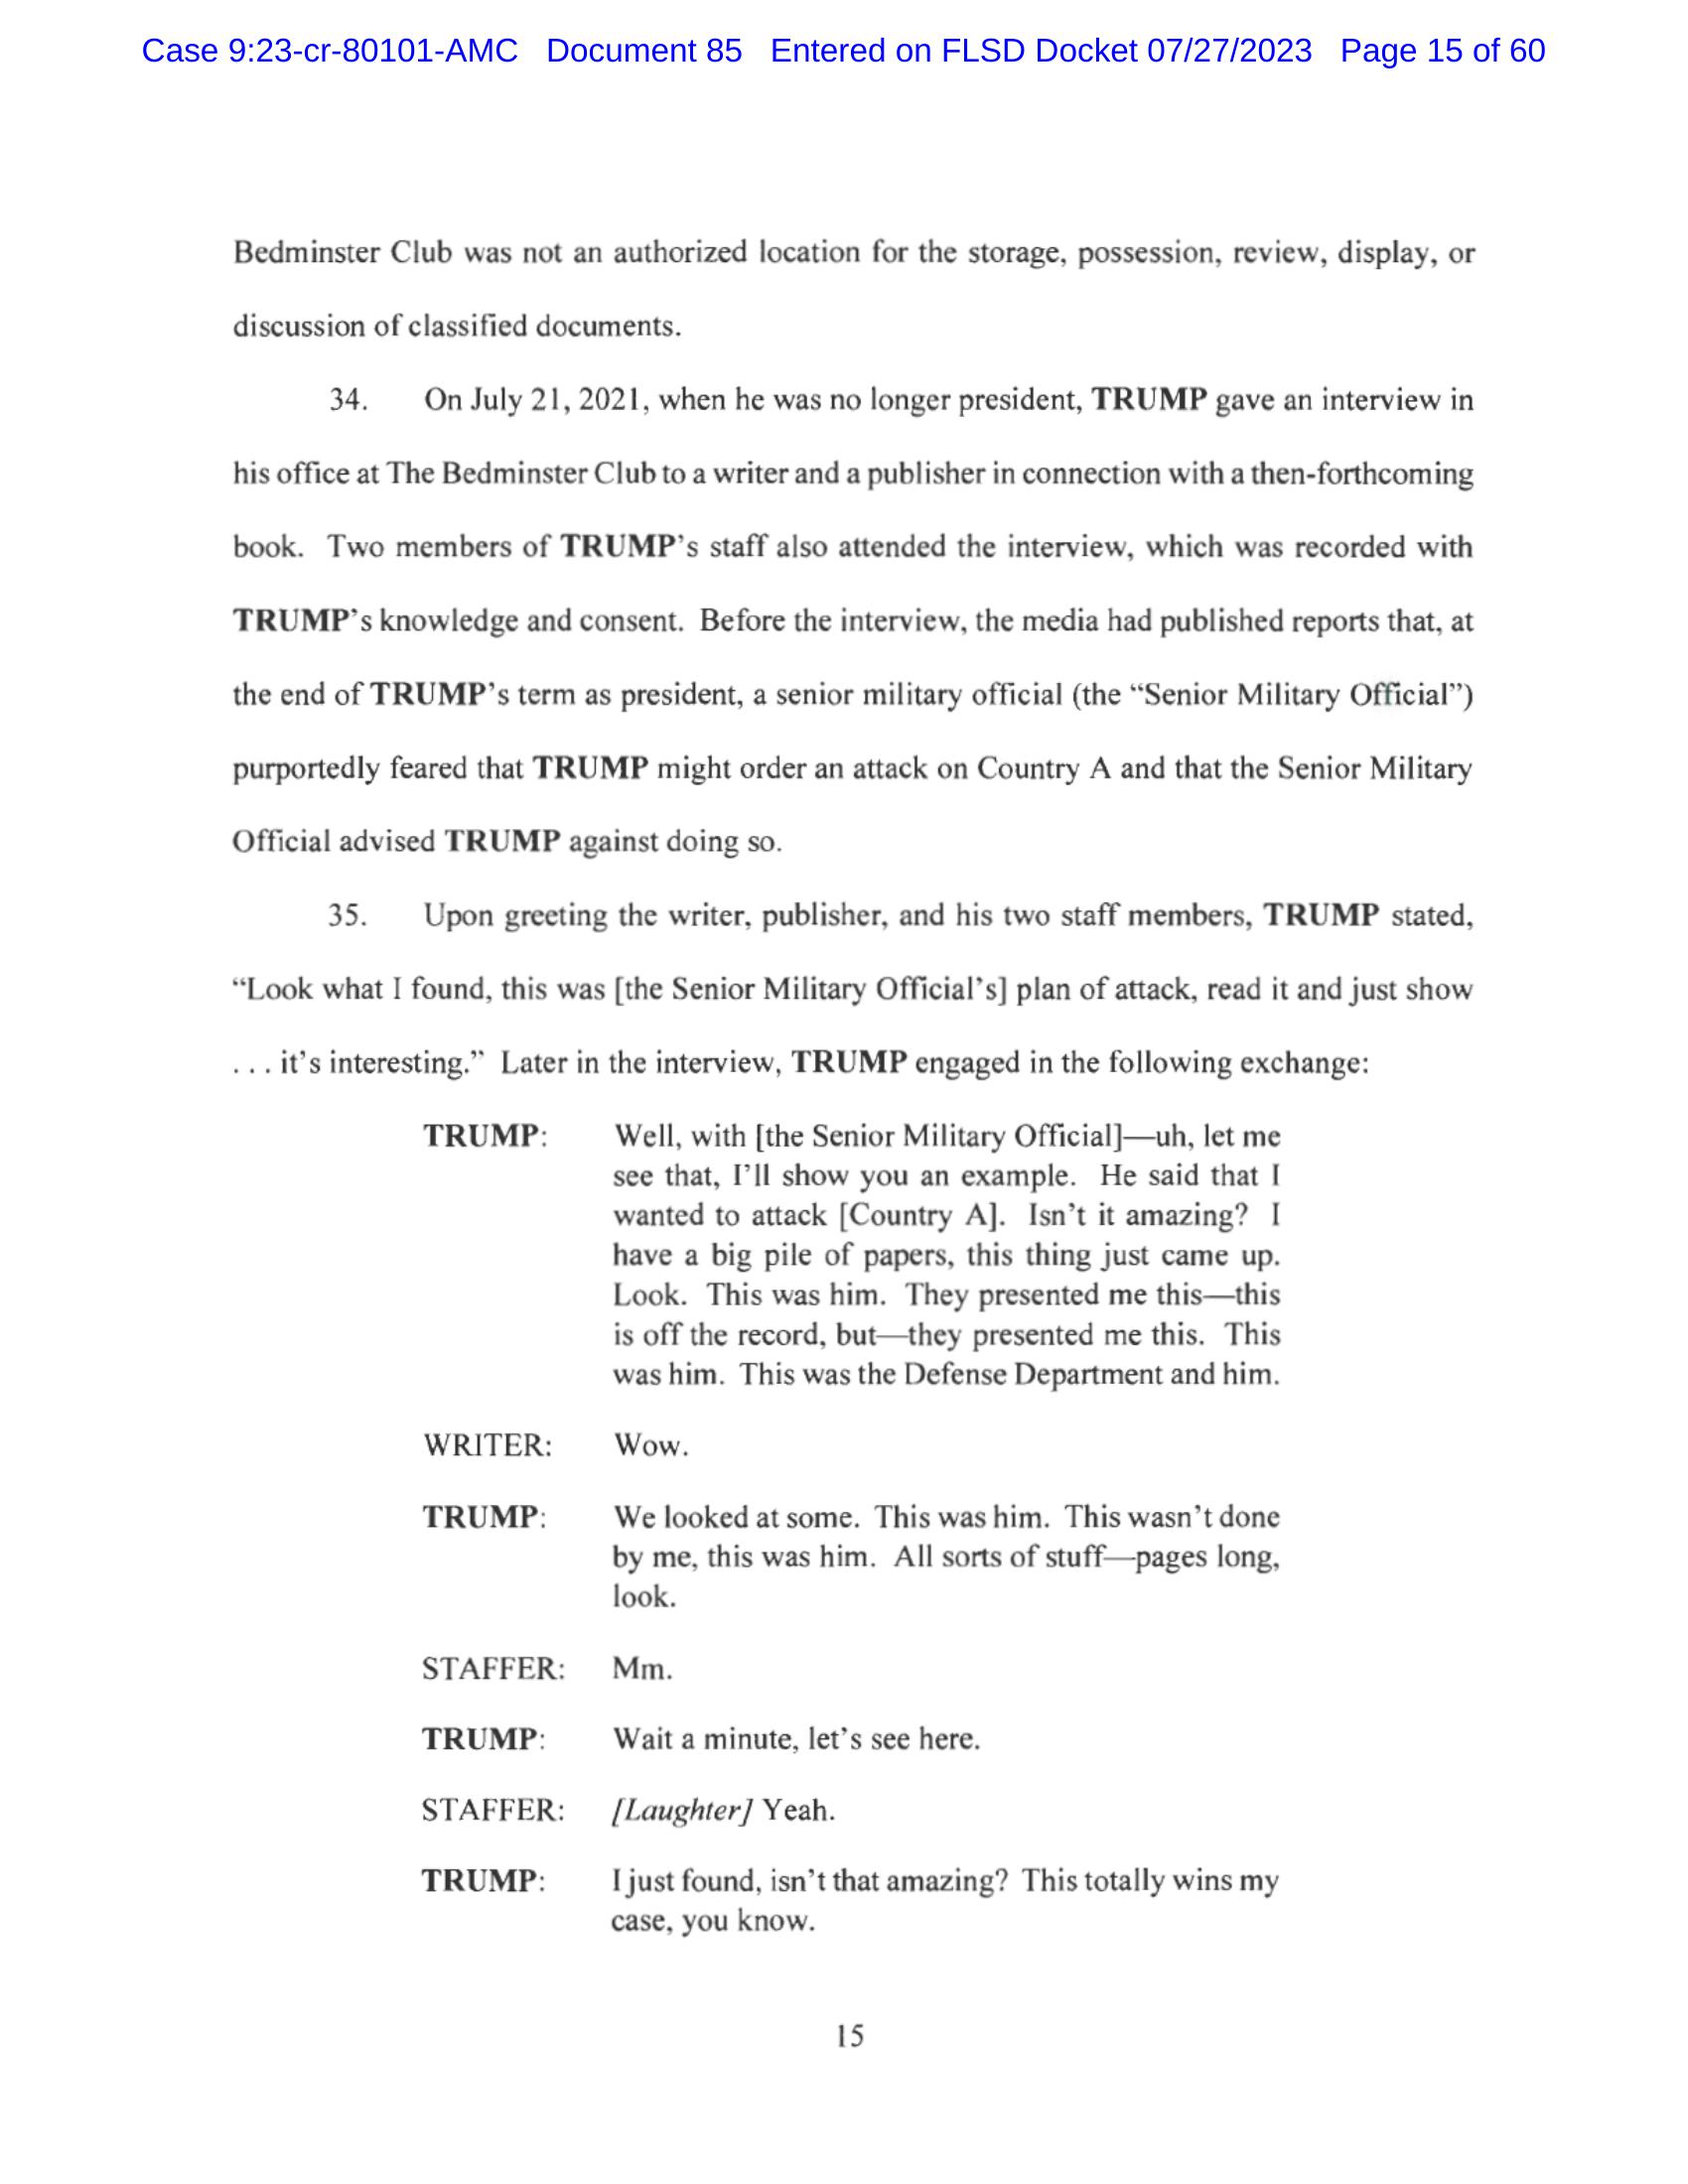 Case 9:23-cr-80101-AMC Document 85 Entered on FLSD Docket 07/27/2023 Page 15 of 60
Bedminster Club was not an authorized location for the storage, possession, review, display, or
discussion of classified documents.
34. On July 21, 2021, when he was no longer president, TRUMP gave an interview in
his office at The Bedminster Club to a writer and a publisher in connection with a then-forthcoming
book. Two members of TRUMP's staff also attended the interview, which was recorded with
TRUMP's knowledge and consent. Before the interview, the media had published reports that, at
the end of TRUMP's term as president, a senior military official (the “Senior Military Official”)
purportedly feared that TRUMP might order an attack on Country A and that the Senior Military
Official advised TRUMP against doing so.
35. Upon greeting the writer, publisher, and his two staff members, TRUMP stated,
“Look what I found, this was [the Senior Military Official's] plan of attack, read it and just show
. . . it's interesting.” Later in the interview, TRUMP engaged in the following exchange:
TRUMP: Well, with [the Senior Military Official]—uh, let me
see that, I'll show you an example. He said that I
wanted to attack [Country A]. Isn't it amazing? I
have a big pile of papers, this thing just came up.
Look. This was him. They presented me this—this
is off the record, but—they presented me this. This
was him. This was the Defense Department and him.
WRITER: Wow.
TRUMP: We looked at some. This was him. This wasn't done
by me, this was him. All sorts of stuff—pages long,
look.
STAFFER: Mm.
TRUMP: Wait a minute, let's see here.
STAFFER: [Laughter] Yeah.
TRUMP: I just found, isn't that amazing? This totally wins my
case, you know.
15